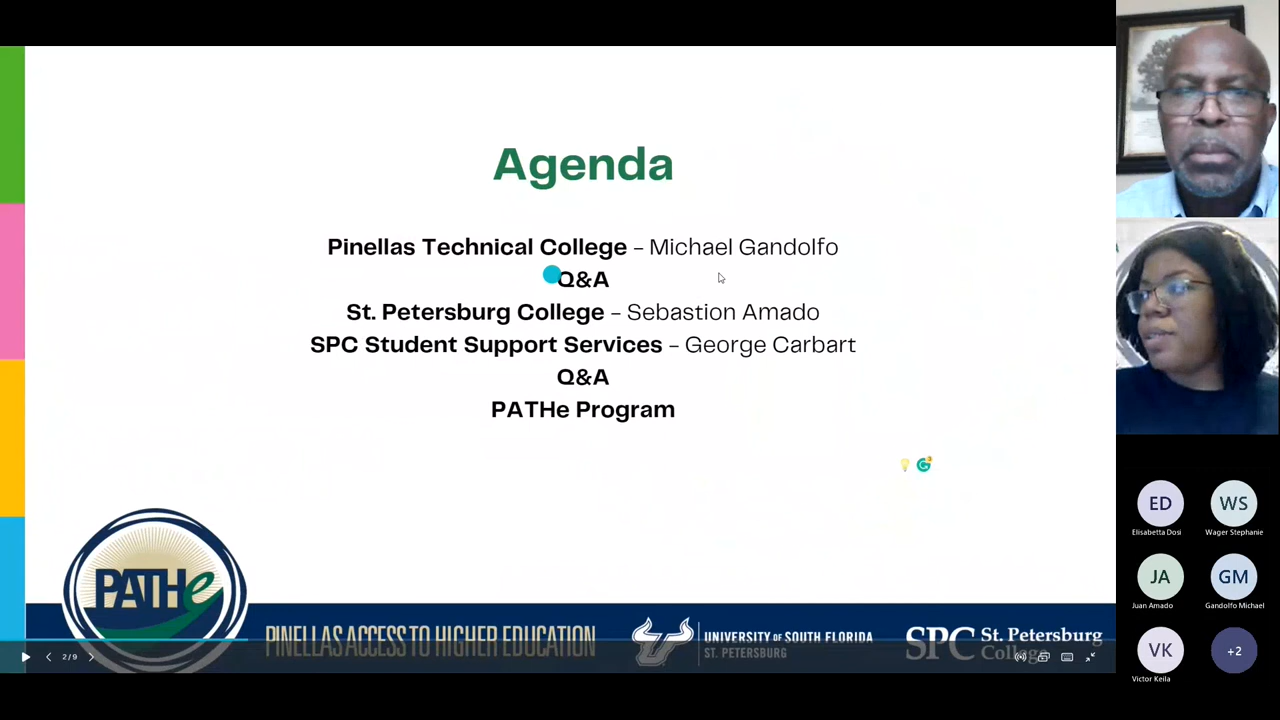 Agenda
Pinellas Technical College – Michael Gandolfo
Q&A
St. Petersburg College – Sebastion Amado
SPC Student Support Services – George Carbart
Q&A
PATHe Program
PATHe
PINELLAS ACCESS TO HIGHER EDUCATION
UNIVERSITY of SOUTH FLORIDA
ST. PETERSBURG
SPC St. Petersburg
College
2/9
ED
Elisabetta Dosi
WS
Wager Stephanie
JA
Juan Amado
GM
Gandolfo Michael
VK
Victor Keila
+2